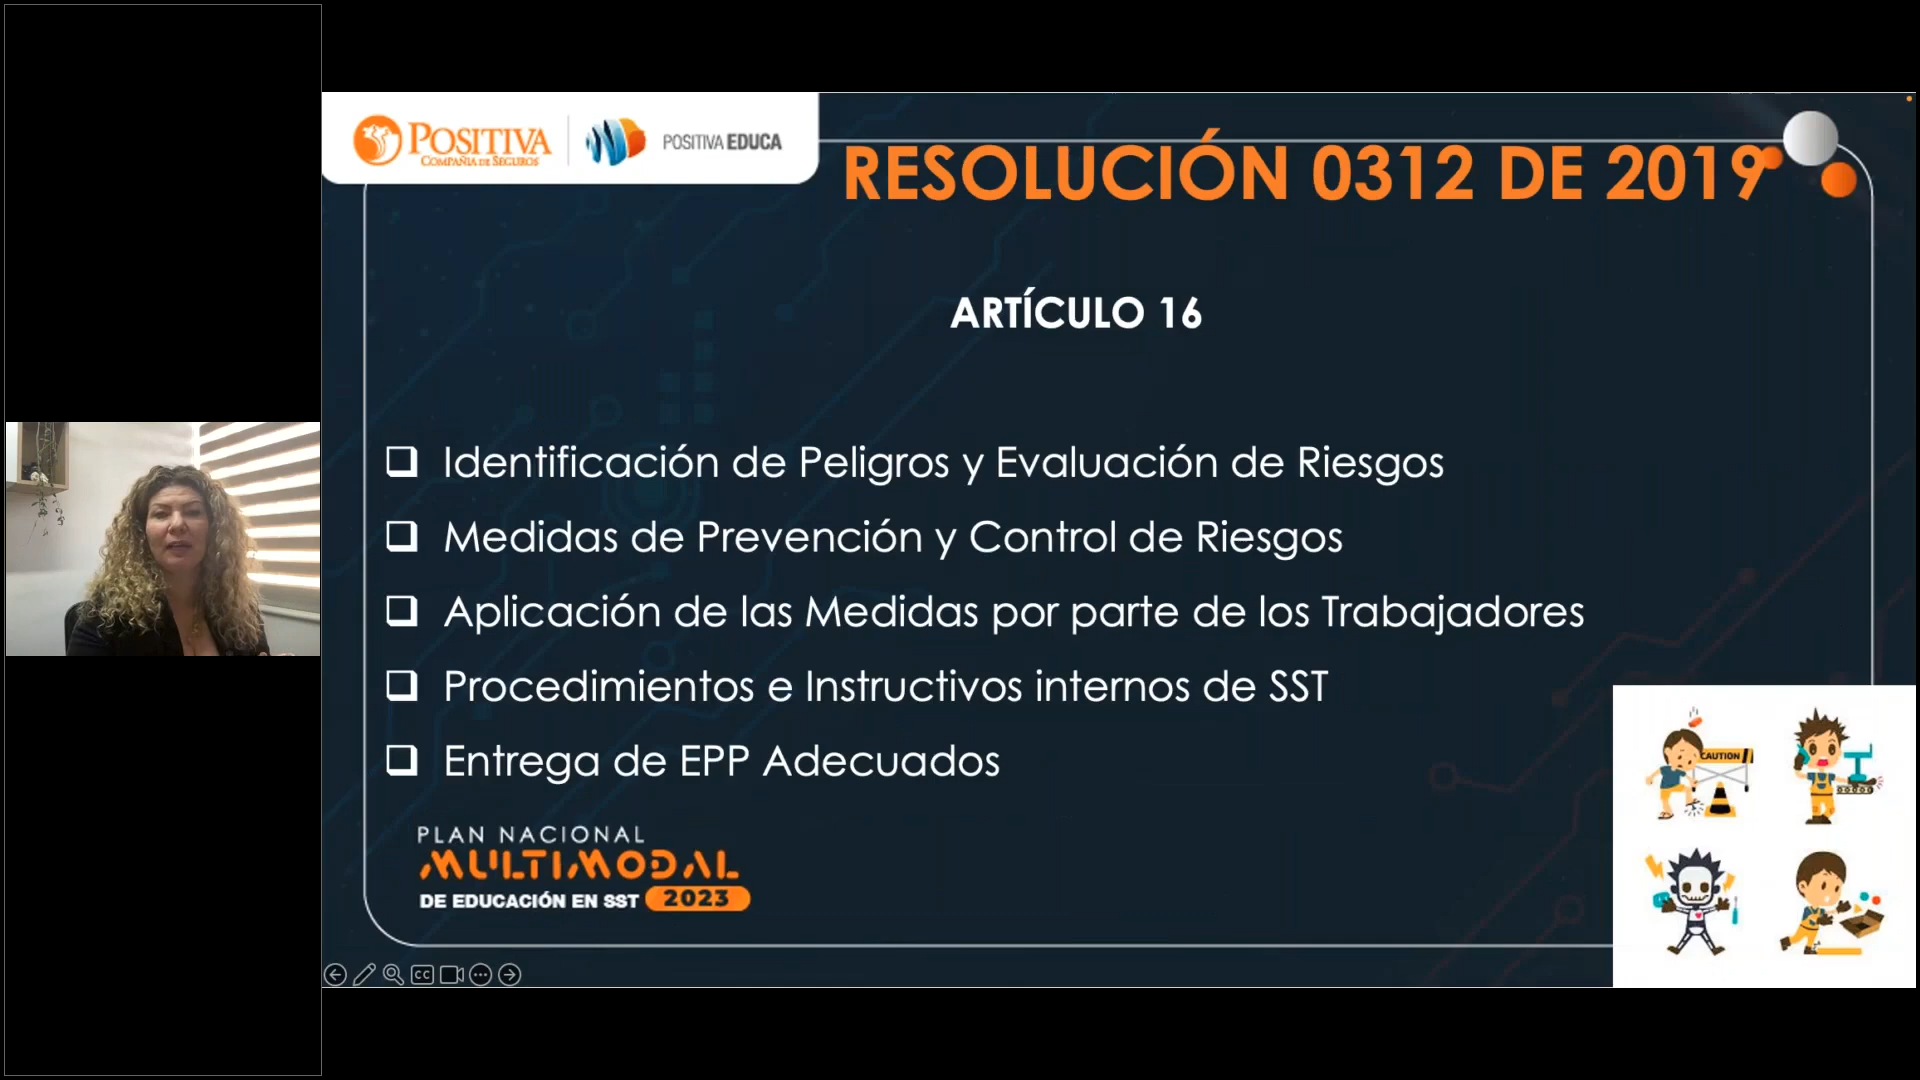 POSITIVA
COMPAÑIA DE SEGUROS
POSITIVA EDUCA
RESOLUCIÓN 0312 DE 2019
ARTÍCULO 16
Identificación de Peligros y Evaluación de Riesgos
Medidas de Prevención y Control de Riesgos
Aplicación de las Medidas por parte de los Trabajadores
Procedimientos e Instructivos internos de SST
Entrega de EPP Adecuados
CAUTION
PLAN NACIONAL
MULTIMODAL
DE EDUCACIÓN EN SST 2023
CC